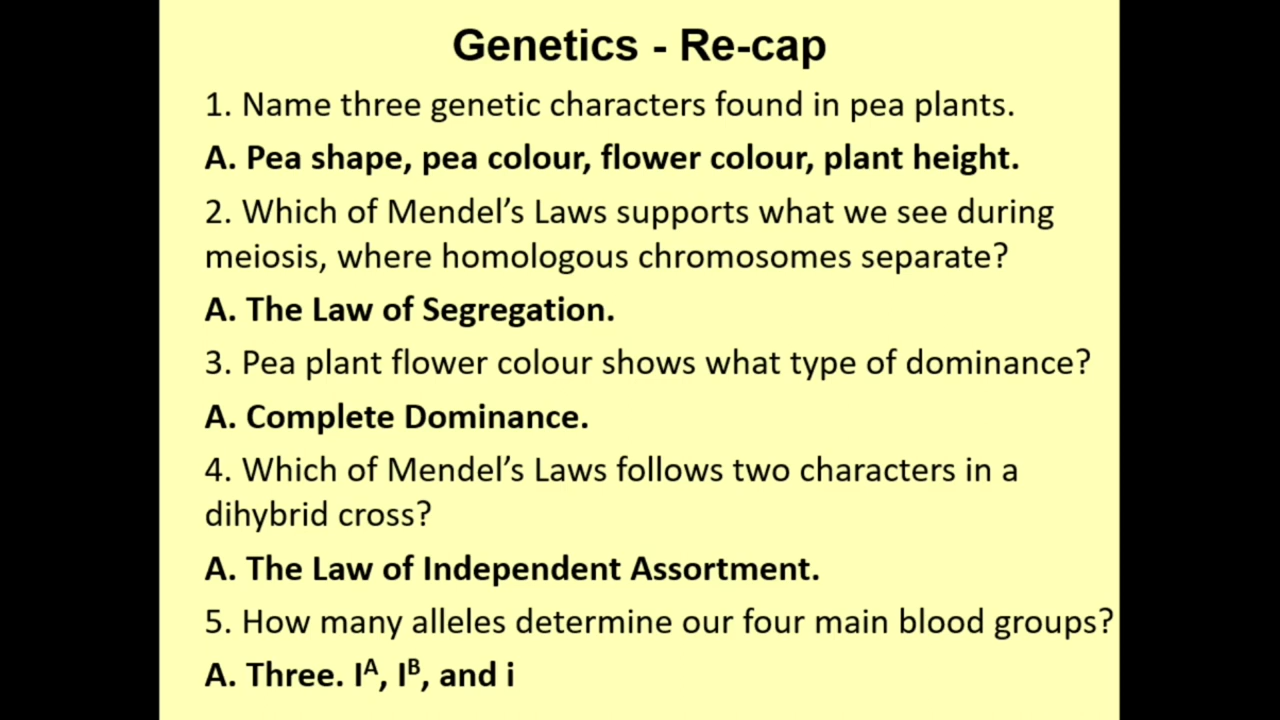 Genetics - Re-cap
1. Name three genetic characters found in pea plants.
A. Pea shape, pea colour, flower colour, plant height.
2. Which of Mendel’s Laws supports what we see during
meiosis, where homologous chromosomes separate?
A. The Law of Segregation.
3. Pea plant flower colour shows what type of dominance?
A. Complete Dominance.
4. Which of Mendel’s Laws follows two characters in a
dihybrid cross?
A. The Law of Independent Assortment.
5. How many alleles determine our four main blood groups?
A. Three. Iᴬ, Iᴮ, and i